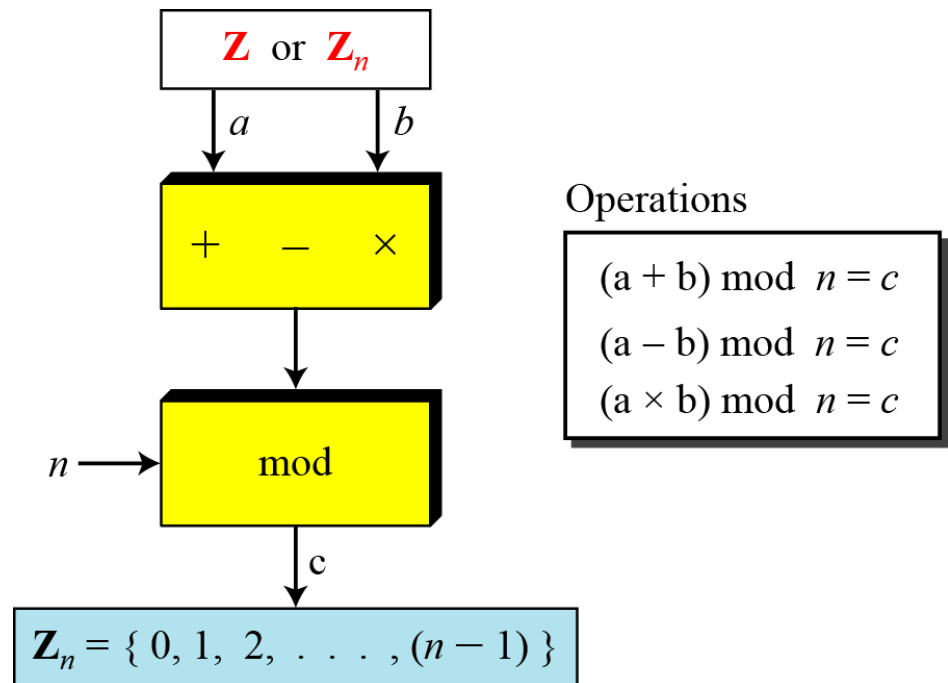 Z or Zn
a b
+ – ×
n mod
c
Zn = { 0, 1, 2, . . . , (n – 1) }
Operations
(a + b) mod n = c
(a – b) mod n = c
(a × b) mod n = c